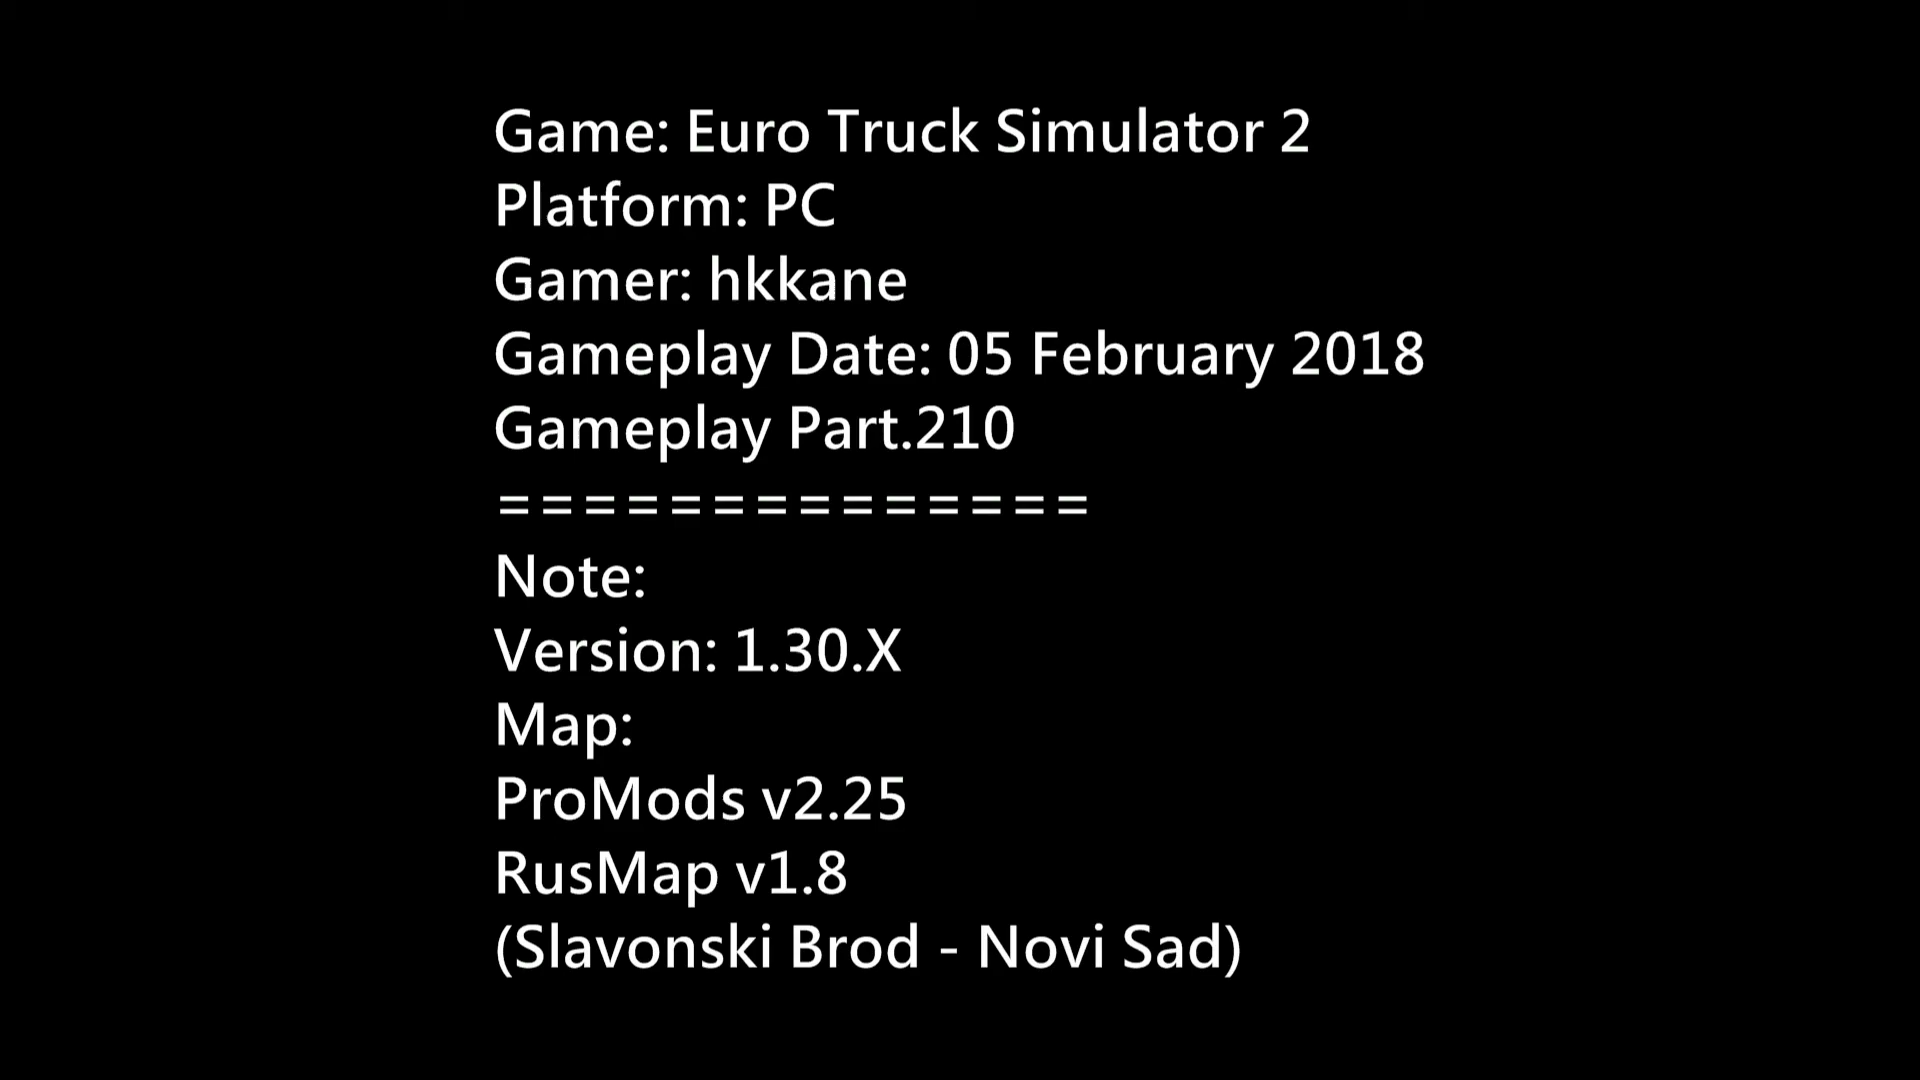 Game: Euro Truck Simulator 2
Platform: PC
Gamer: hkkane
Gameplay Date: 05 February 2018
Gameplay Part.210
==============
Note:
Version: 1.30.X
Map:
ProMods v2.25
RusMap v1.8
(Slavonski Brod - Novi Sad)